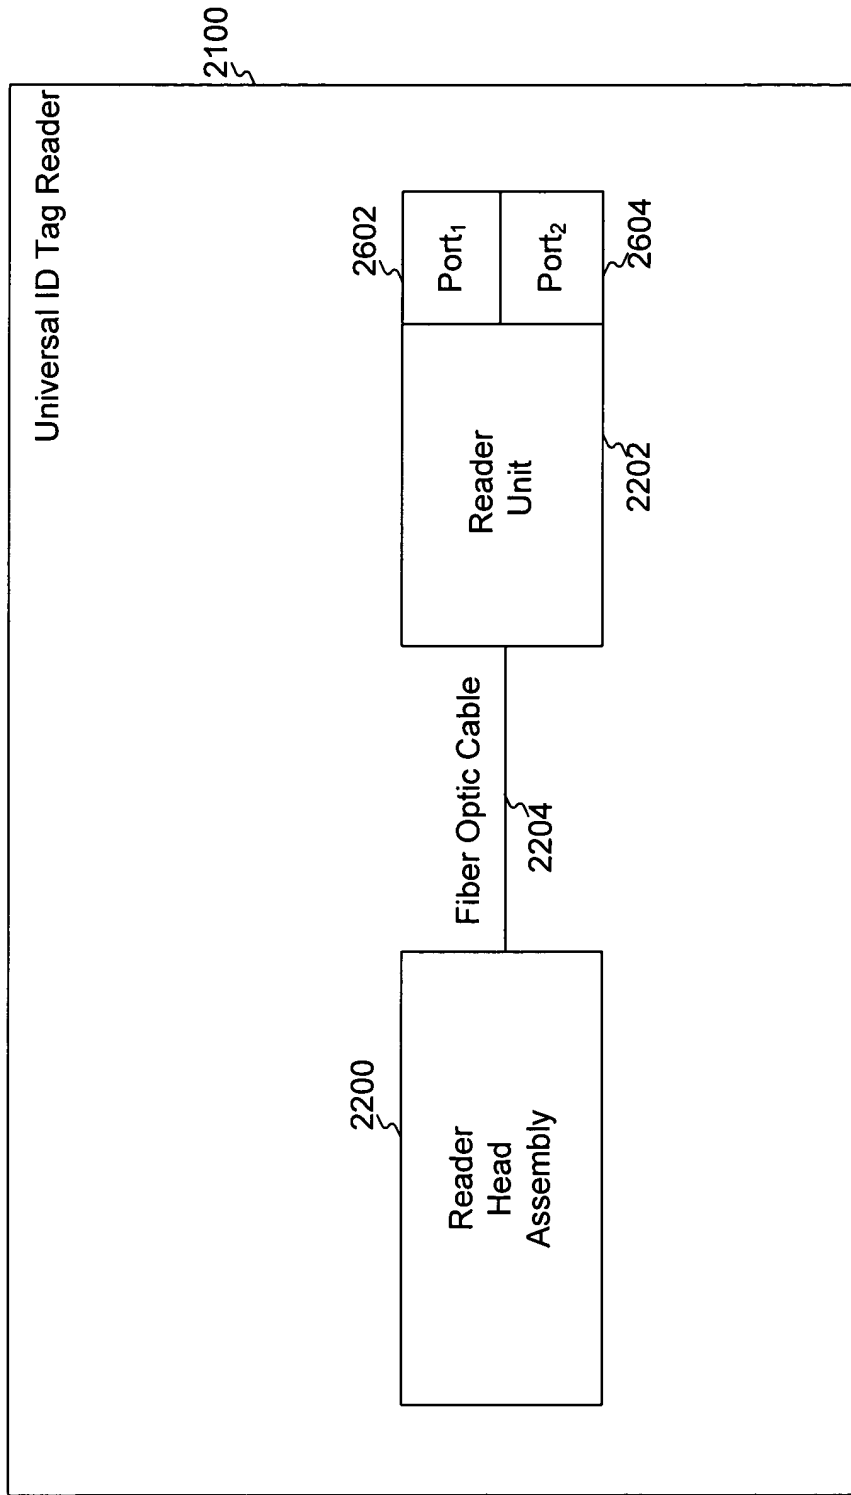 2100
Universal ID Tag Reader
2200
Reader
Head
Assembly
Fiber Optic Cable
2204
Reader
Unit
2202
2602
Port₁
Port₂
2604